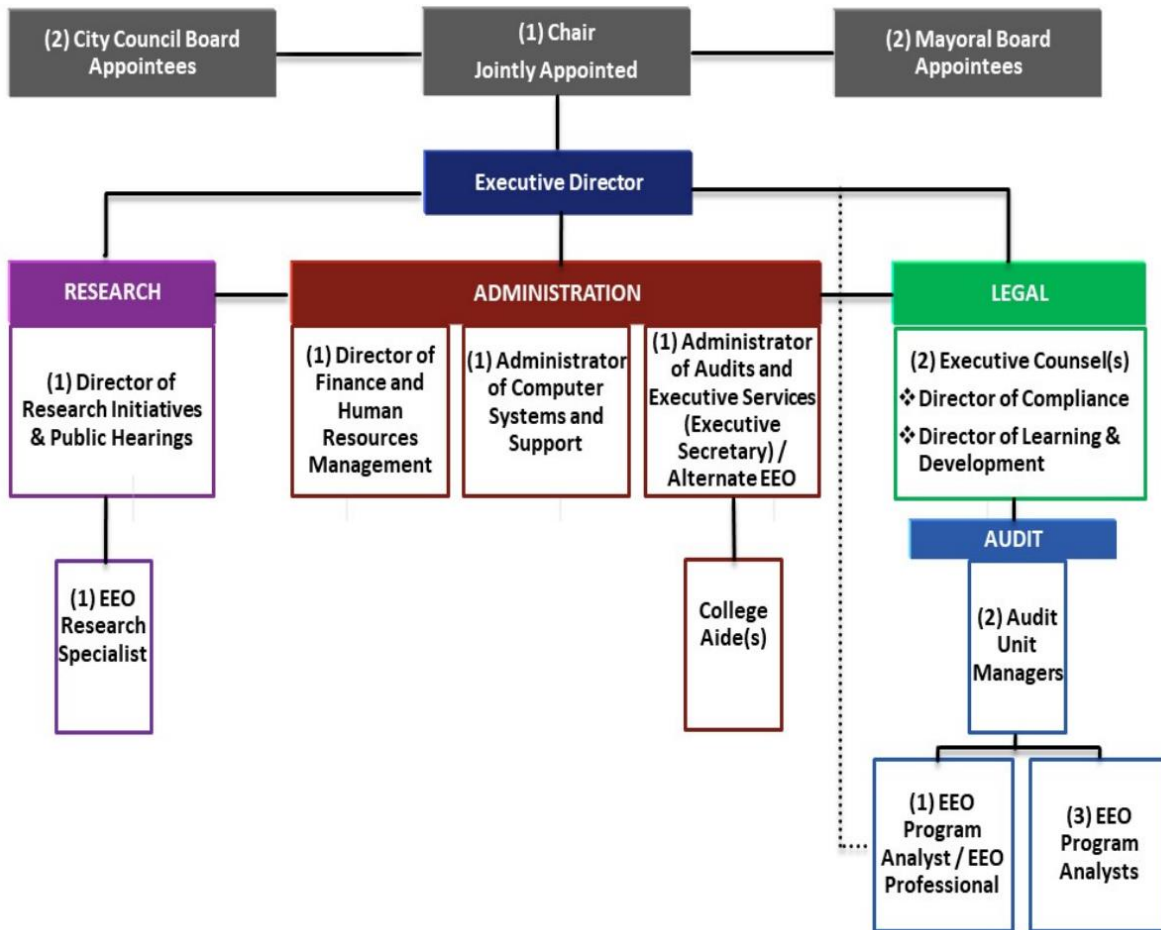 (2) City Council Board
Appointees
(1) Chair
Jointly Appointed
(2) Mayoral Board
Appointees
Executive Director
RESEARCH
ADMINISTRATION
LEGAL
(1) Director of
Research Initiatives
& Public Hearings
(1) Director of
Finance and
Human
Resources
Management
(1) Administrator
of Computer
Systems and
Support
(1) Administrator
of Audits and
Executive Services
(Executive
Secretary) /
Alternate EEO
(2) Executive Counsel(s)
❖ Director of Compliance
❖ Director of Learning &
Development
AUDIT
(1) EEO
Research
Specialist
College
Aide(s)
(2) Audit
Unit
Managers
(1) EEO
Program
Analyst / EEO
Professional
(3) EEO
Program
Analysts